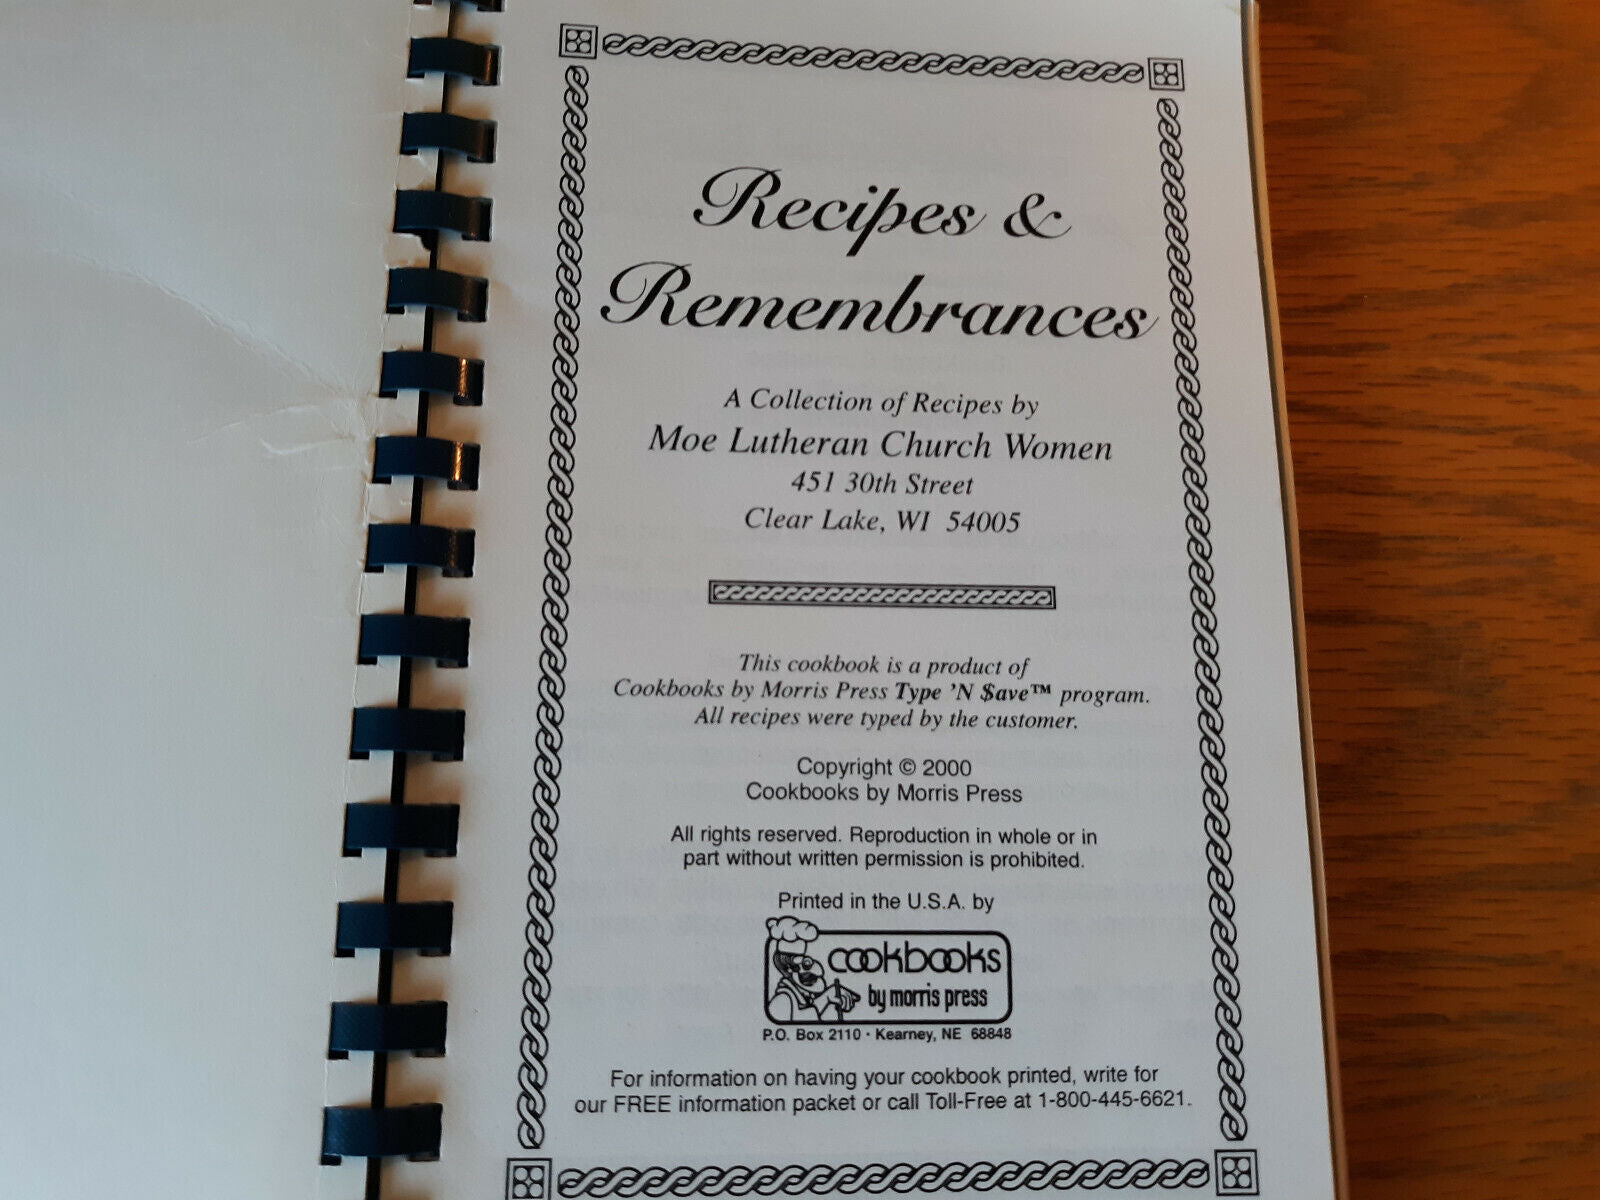 Recipes &
Remembrances
A Collection of Recipes by
Moe Lutheran Church Women
451 30th Street
Clear Lake, WI 54005
This cookbook is a product of
Cookbooks by Morris Press Type 'N $ave™ program.
All recipes were typed by the customer.
Copyright © 2000
Cookbooks by Morris Press
All rights reserved. Reproduction in whole or in
part without written permission is prohibited.
Printed in the U.S.A. by
cookbooks
by morris press
P.O. Box 2110 · Kearney, NE 68848
For information on having your cookbook printed, write for
our FREE information packet or call Toll-Free at 1-800-445-6621.